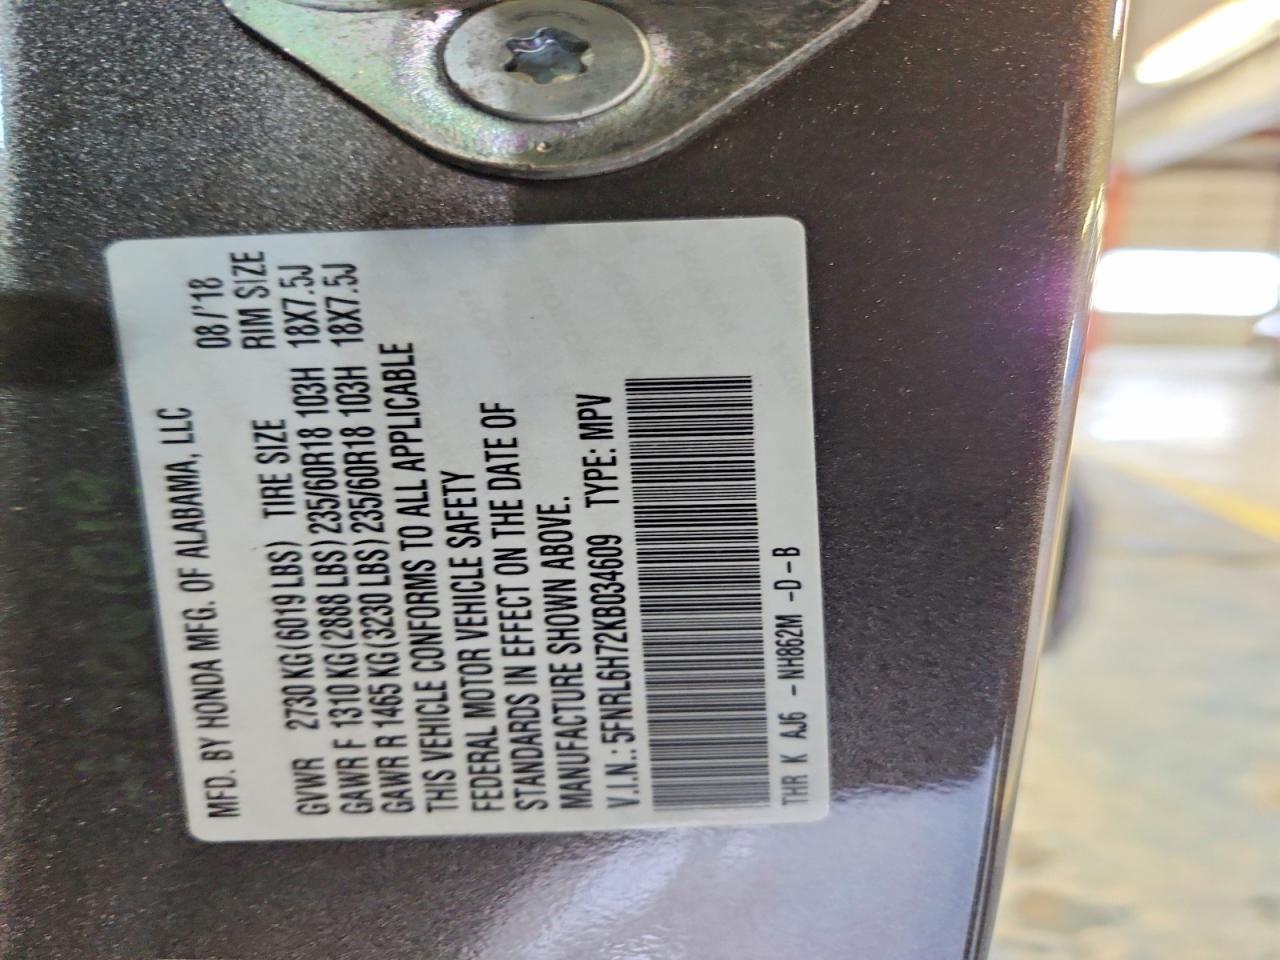 MFD. BY HONDA MFG. OF ALABAMA, LLC 08/'18
TIRE SIZE RIM SIZE
GVWR 2730 KG(6019 LBS)
GAWR F 1310 KG(2888 LBS)235/60R18 103H 18X7.5J
GAWR R 1465 KG(3230 LBS)235/60R18 103H 18X7.5J
THIS VEHICLE CONFORMS TO ALL APPLICABLE
FEDERAL MOTOR VEHICLE SAFETY
STANDARDS IN EFFECT ON THE DATE OF
MANUFACTURE SHOWN ABOVE.
V.I.N.: 5FNRL6H72KB034609 TYPE: MPV
THR K AJ6 -NH862M -D-B